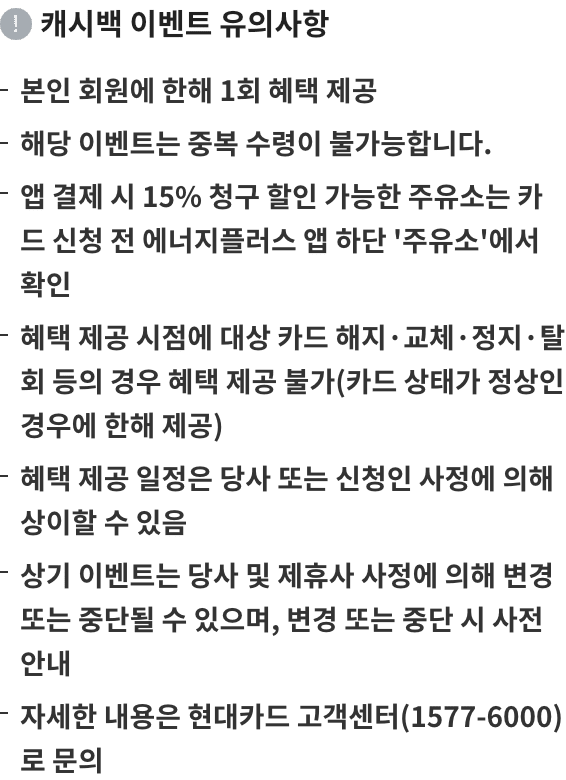 ! 캐시백 이벤트 유의사항
- 본인 회원에 한해 1회 혜택 제공
- 해당 이벤트는 중복 수령이 불가능합니다.
- 앱 결제 시 15% 청구 할인 가능한 주유소는 카
드 신청 전 에너지플러스 앱 하단 '주유소'에서
확인
- 혜택 제공 시점에 대상 카드 해지·교체·정지·탈
회 등의 경우 혜택 제공 불가(카드 상태가 정상인
경우에 한해 제공)
- 혜택 제공 일정은 당사 또는 신청인 사정에 의해
상이할 수 있음
- 상기 이벤트는 당사 및 제휴사 사정에 의해 변경
또는 중단될 수 있으며, 변경 또는 중단 시 사전
안내
- 자세한 내용은 현대카드 고객센터(1577-6000)
로 문의